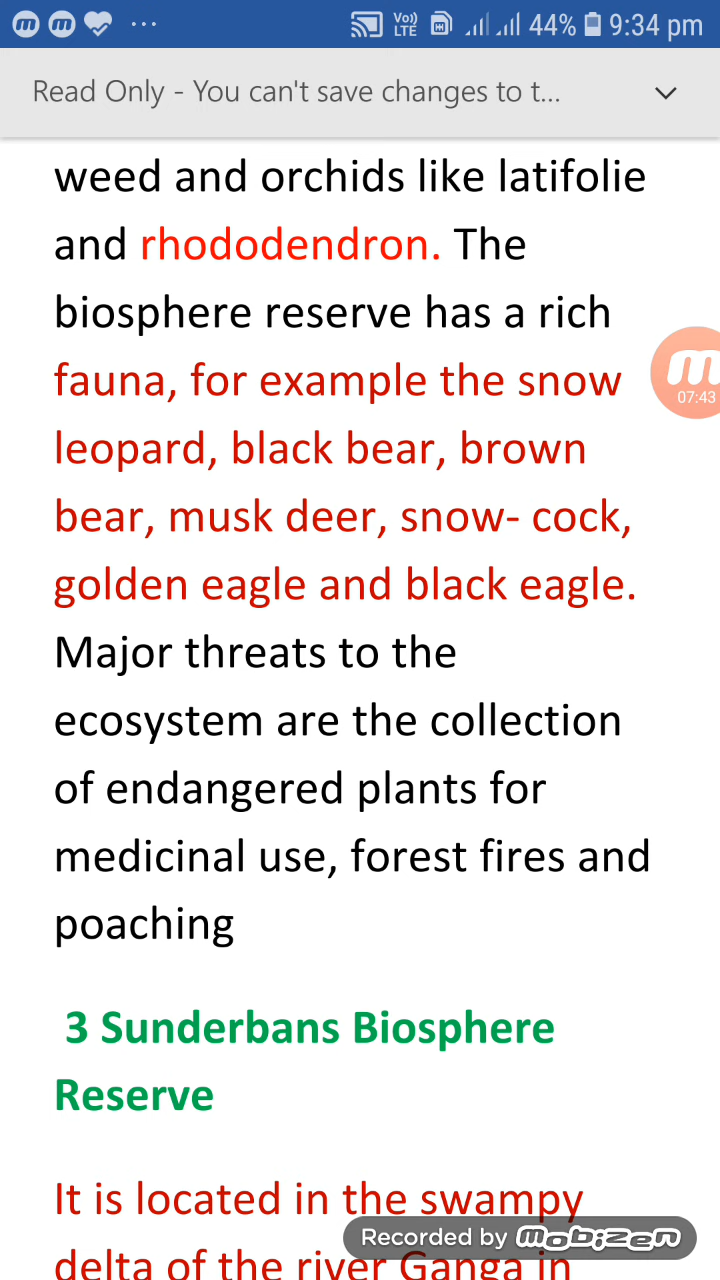 Vo))
LTE
44%
9:34 pm
Read Only - You can't save changes to t...
weed and orchids like latifolie
and rhododendron. The
biosphere reserve has a rich
fauna, for example the snow
m
07:43
leopard, black bear, brown
bear, musk deer, snow- cock,
golden eagle and black eagle.
Major threats to the
ecosystem are the collection
of endangered plants for
medicinal use, forest fires and
poaching
3 Sunderbans Biosphere
Reserve
It is located in the swampy
Recorded by mobizen
delta of the river Ganga in